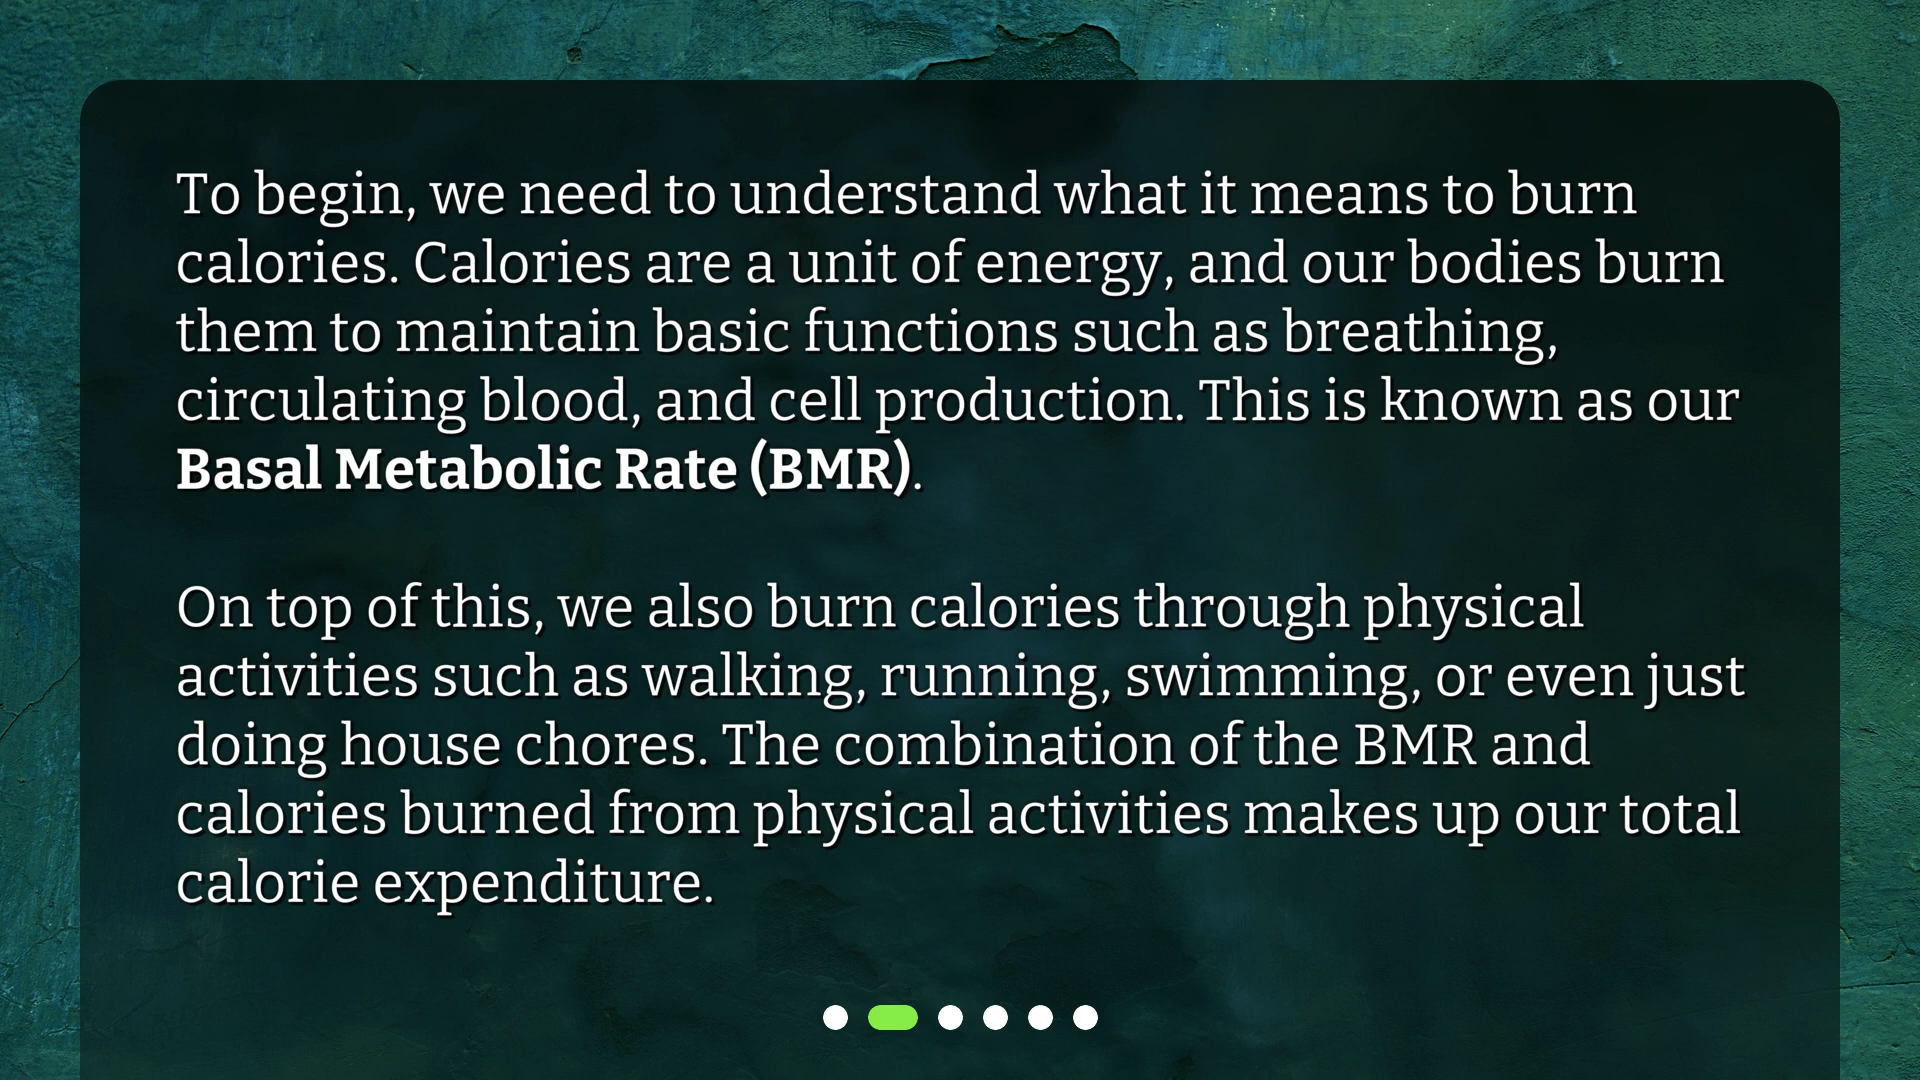 To begin, we need to understand what it means to burn
calories. Calories are a unit of energy, and our bodies burn
them to maintain basic functions such as breathing,
circulating blood, and cell production. This is known as our
Basal Metabolic Rate (BMR).
On top of this, we also burn calories through physical
activities such as walking, running, swimming, or even just
doing house chores. The combination of the BMR and
calories burned from physical activities makes up our total
calorie expenditure.